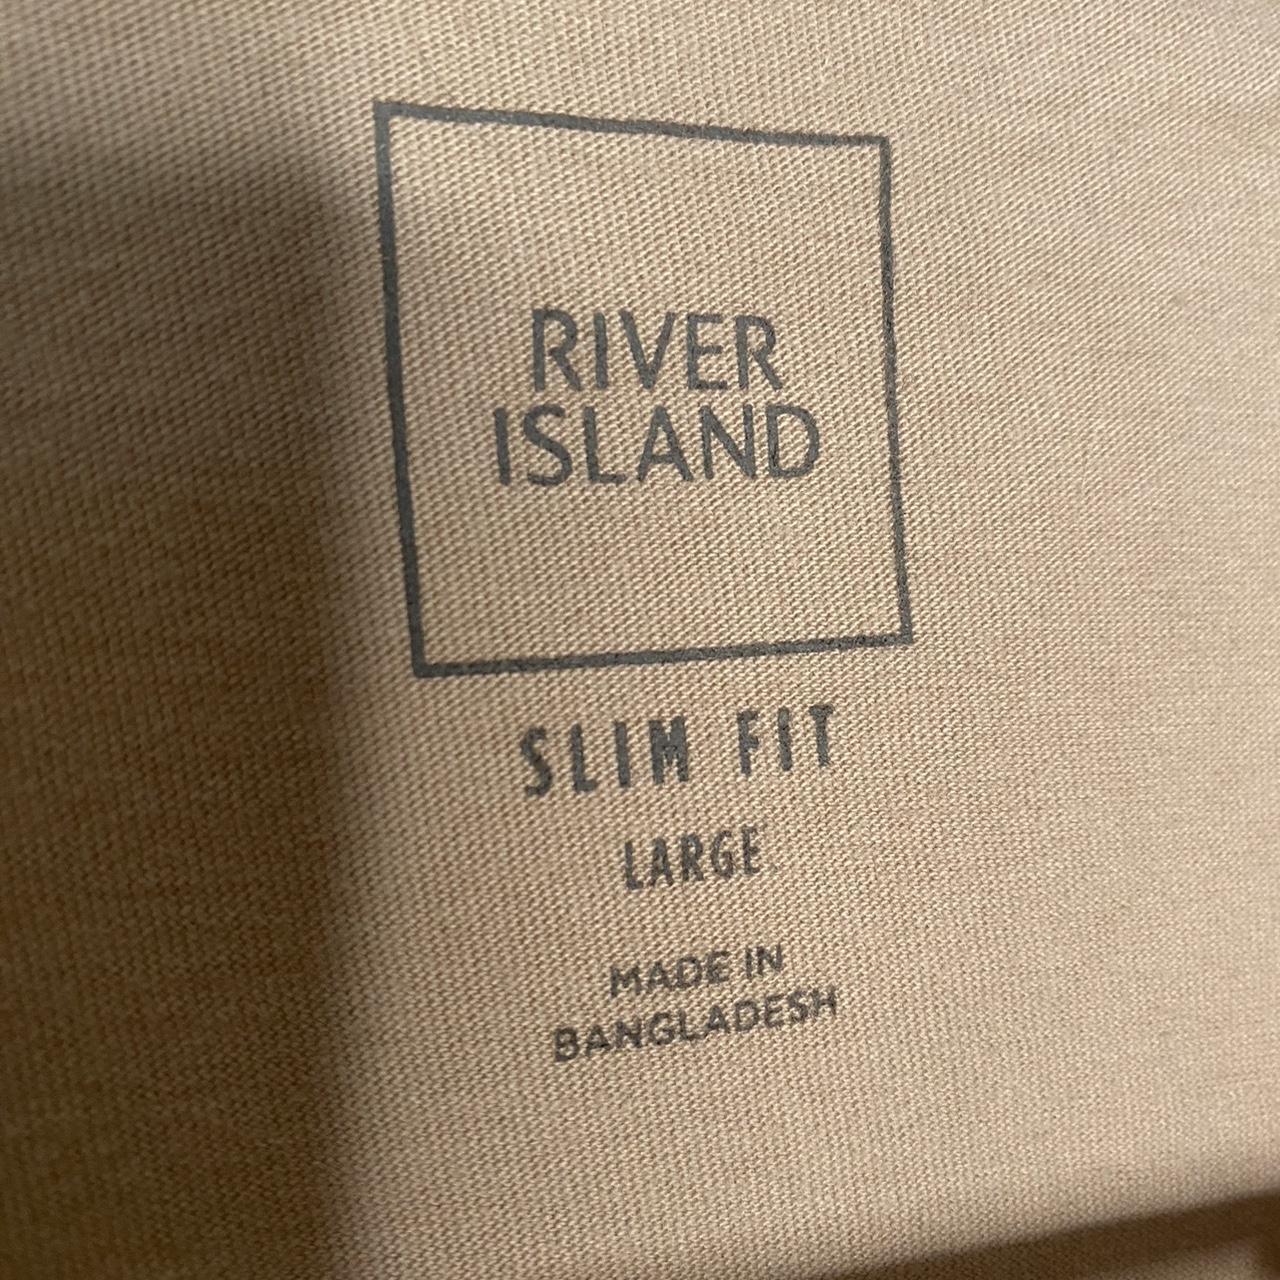 RIVER
ISLAND
SLIM FIT
LARGE
MADE IN
BANGLADESH